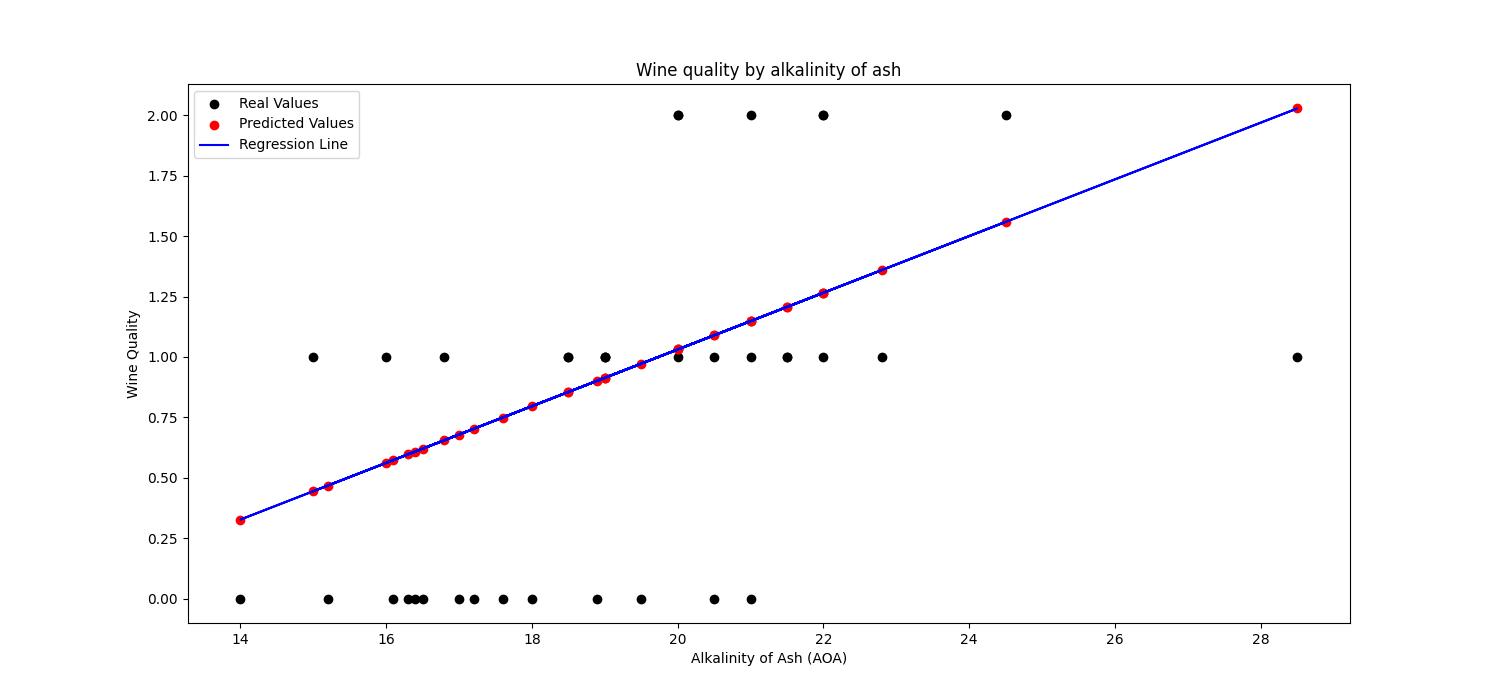 Wine quality by alkalinity of ash
Real Values
Predicted Values
Regression Line
2.00
1.75
1.50
1.25
1.00
0.75
0.50
0.25
0.00
Wine Quality
14 16 18 20 22 24 26 28
Alkalinity of Ash (AOA)